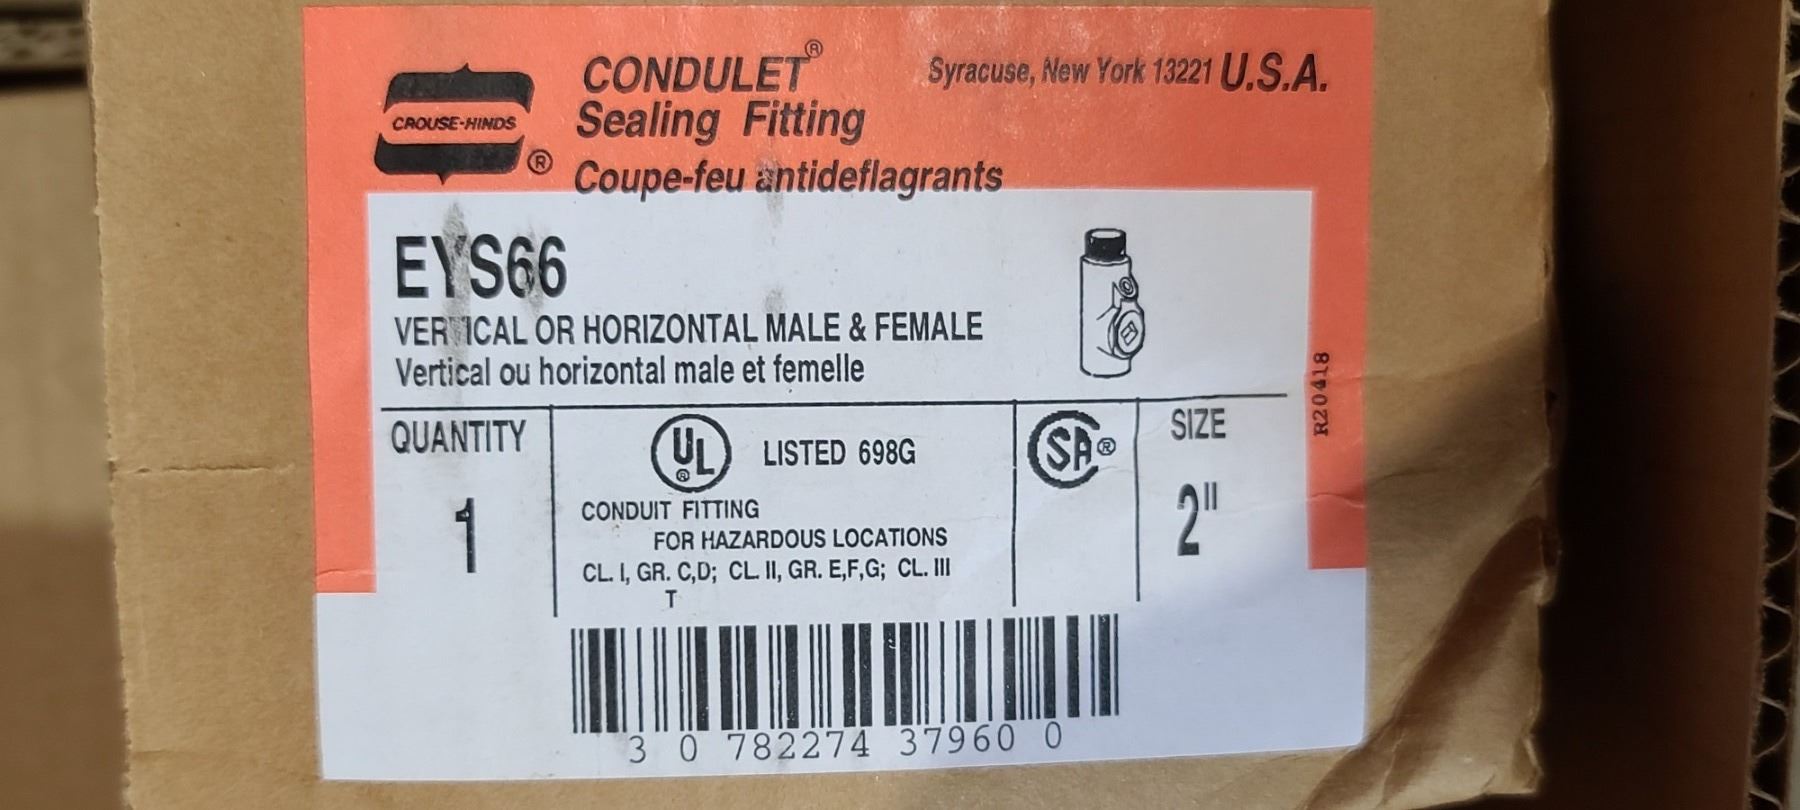 CROUSE-HINDS ®
CONDULET®
Sealing Fitting
Coupe-feu antideflagrants
Syracuse, New York 13221 U.S.A.
EYS66
VERTICAL OR HORIZONTAL MALE & FEMALE
Vertical ou horizontal male et femelle
R20418
QUANTITY
1
UL® LISTED 698G
CONDUIT FITTING
FOR HAZARDOUS LOCATIONS
CL. I, GR. C,D; CL. II, GR. E,F,G; CL. III
T
SA®
SIZE
2"
3 0 782274 37960 0